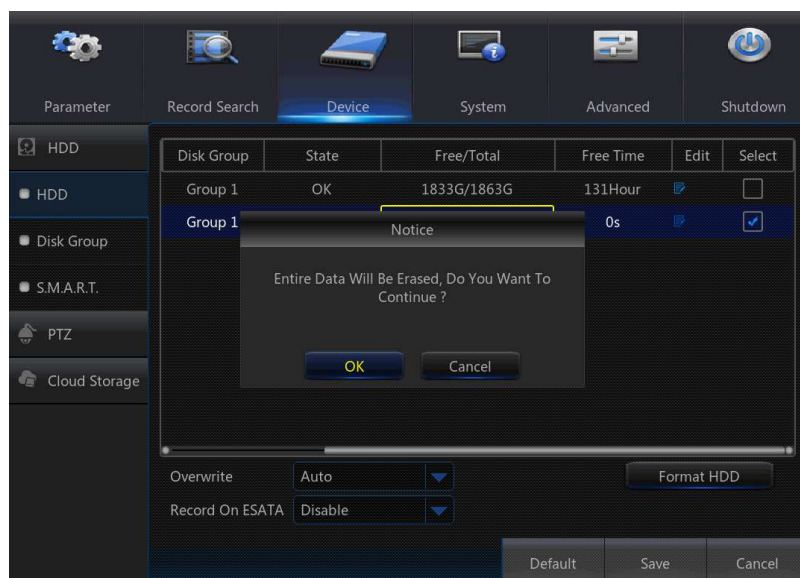 Parameter
Record Search
Device
System
Advanced
Shutdown
HDD
HDD
Disk Group
S.M.A.R.T.
PTZ
Cloud Storage
Disk Group State Free/Total Free Time Edit Select
Group 1 OK 1833G/1863G 131Hour
Group 1 0s
Notice
Entire Data Will Be Erased, Do You Want To
Continue ?
OK Cancel
Overwrite Auto
Format HDD
Record On ESATA Disable
Default Save Cancel